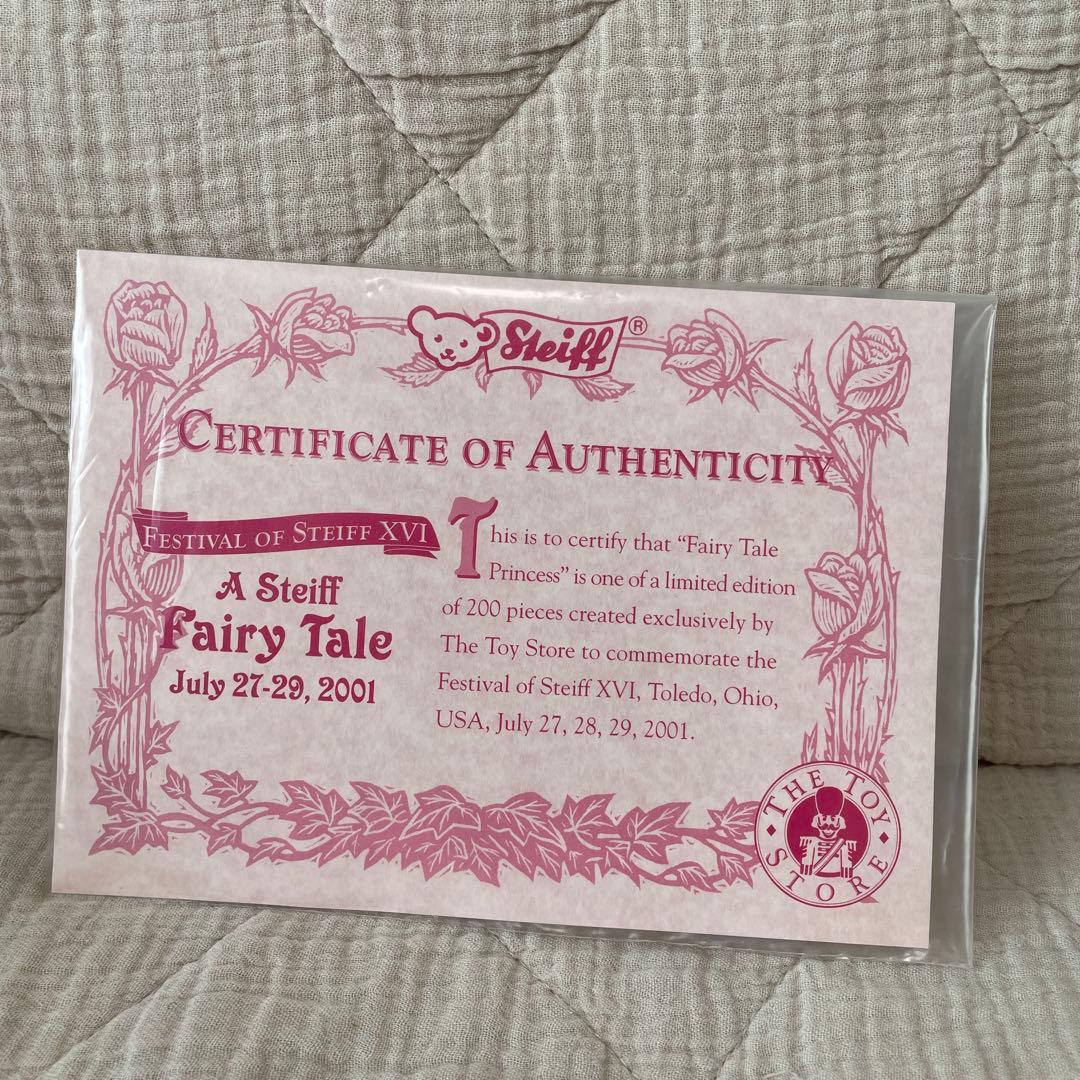 Steiff ®
CERTIFICATE OF AUTHENTICITY
FESTIVAL OF STEIFF XVI
A Steiff
Fairy Tale
July 27-29, 2001
This is to certify that “Fairy Tale
Princess” is one of a limited edition
of 200 pieces created exclusively by
The Toy Store to commemorate the
Festival of Steiff XVI, Toledo, Ohio,
USA, July 27, 28, 29, 2001.
THE TOY
STORE